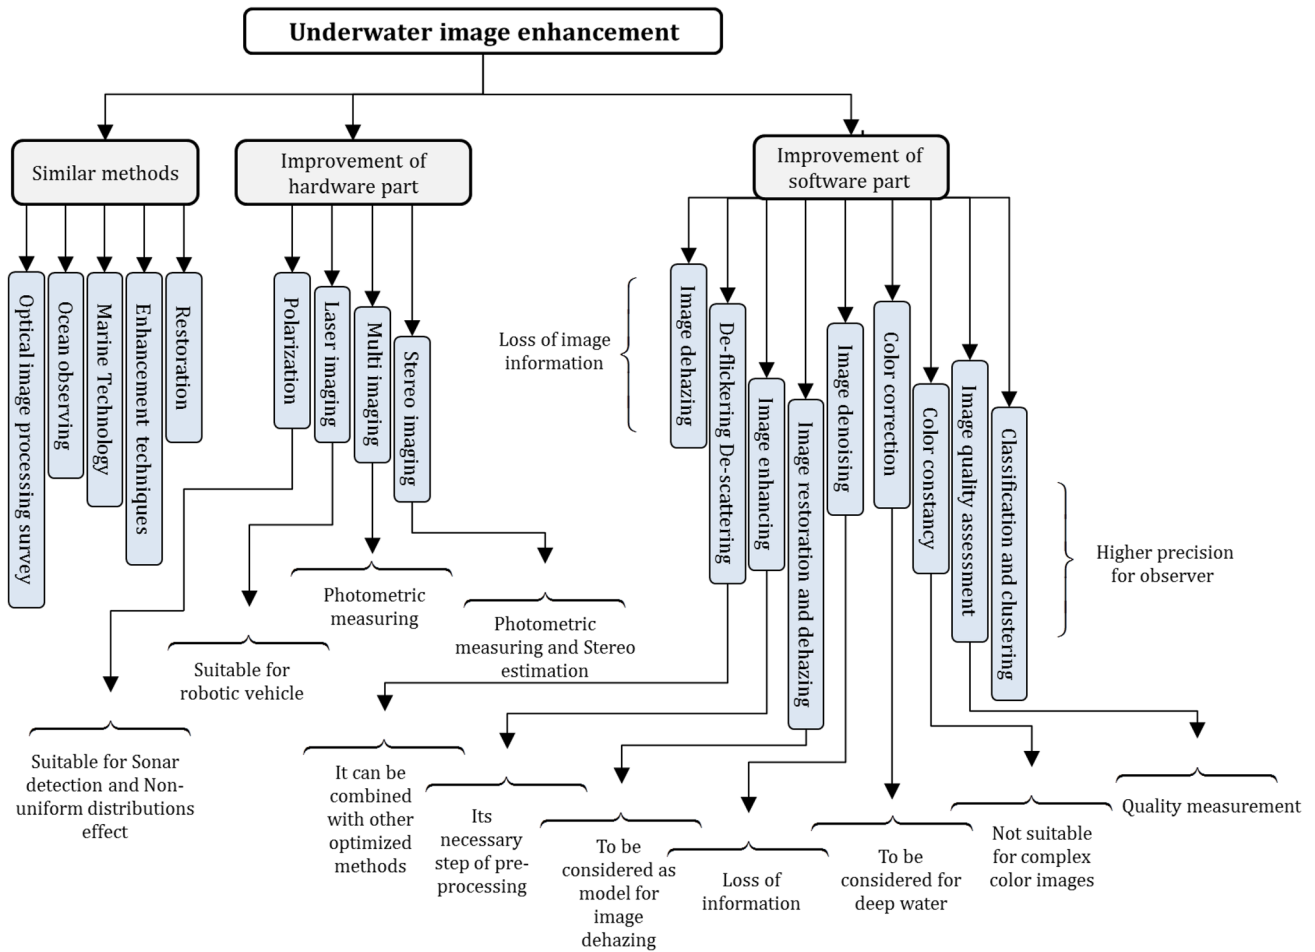 Underwater image enhancement
Similar methods
Improvement of
hardware part
Improvement of
software part
Optical image processing survey
Ocean observing
Marine Technology
Enhancement techniques
Restoration
Polarization
Laser imaging
Multi imaging
Stereo imaging
Loss of image
information
Image dehazing
De-flickering De-scattering
Image enhancing
Image restoration and dehazing
Image denoising
Color correction
Color constancy
Image quality assessment
Classification and clustering
Higher precision
for observer
Suitable for Sonar
detection and Non-
uniform distributions
effect
Suitable for
robotic vehicle
Photometric
measuring
Photometric
measuring and Stereo
estimation
It can be
combined
with other
optimized
methods
Its
necessary
step of pre-
processing
To be
considered as
model for
image
dehazing
Loss of
information
To be
considered for
deep water
Not suitable
for complex
color images
Quality measurement